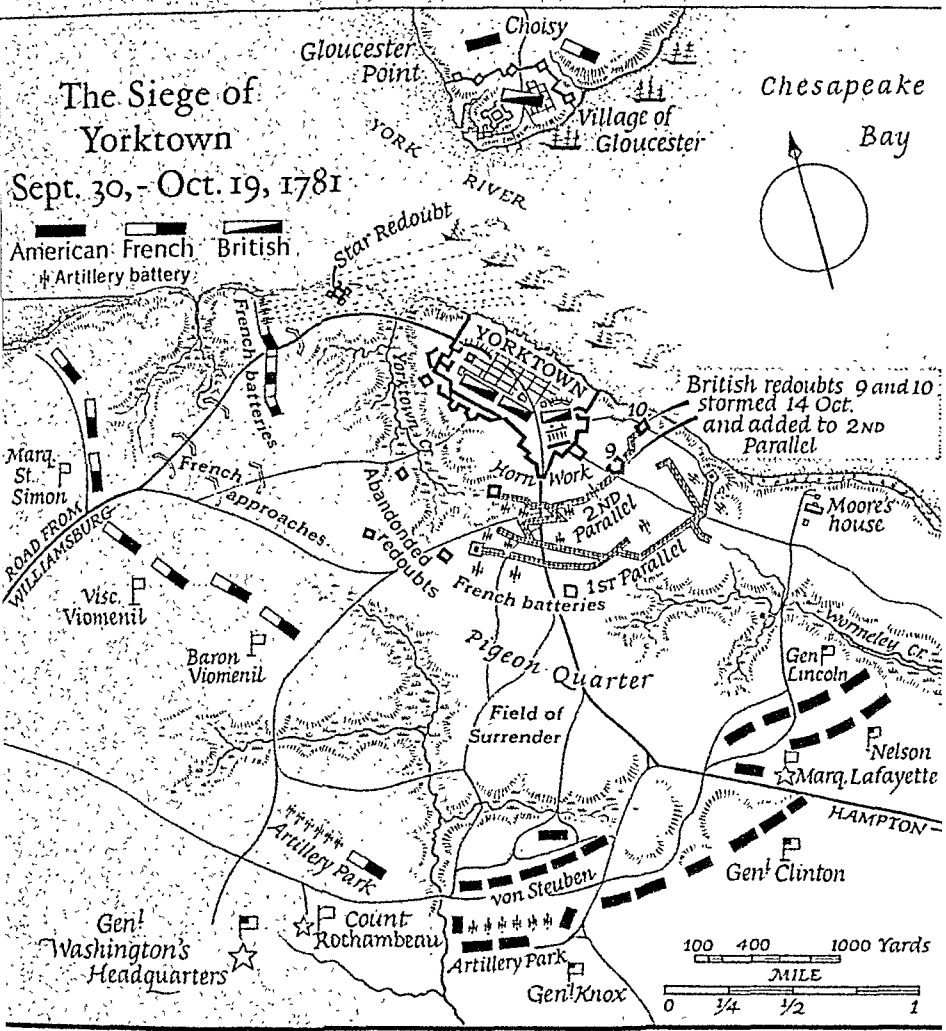 The Siege of
Yorktown
Sept. 30,- Oct. 19, 1781
American French British
Artillery battery
Gloucester
Point
Choisy
Village of
Gloucester
Chesapeake
Bay
YORK
RIVER
Star Redoubt
French
batteries
YORKTOWN
Yorktown Cr.
British redoubts 9 and 10
stormed 14 Oct.
and added to 2ND
Parallel
10
9
Horn Work
2ND
Parallel
1ST Parallel
Moore's
house
Marq.
St.
Simon
French
approaches
Abandoned
redoubts
French batteries
ROAD FROM
WILLIAMSBURG
Visc.
Viomenil
Baron
Viomenil
Pigeon Quarter
Wormeley Cr.
Gen
Lincoln
Field of
Surrender
Nelson
Marq. Lafayette
HAMPTON
Artillery Park
von Steuben
Genl Clinton
Genl
Washington's
Headquarters
Count
Rochambeau
Artillery Park
Genl Knox
100 400 1000 Yards
MILE
0 1/4 1/2 1